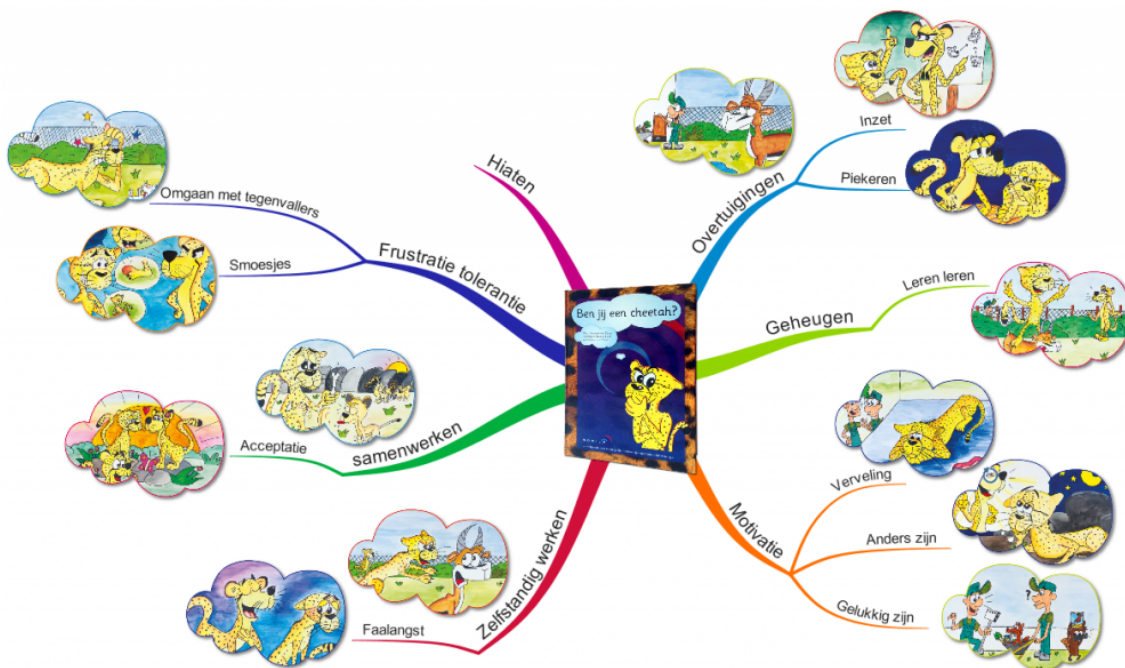 Ben jij een cheetah?
Hiaten
Overtuigingen
Inzet
Piekeren
Geheugen
Leren leren
Motivatie
Verveling
Anders zijn
Gelukkig zijn
Zelfstandig werken
Faalangst
samenwerken
Acceptatie
Frustratie tolerantie
Omgaan met tegenvallers
Smoesjes